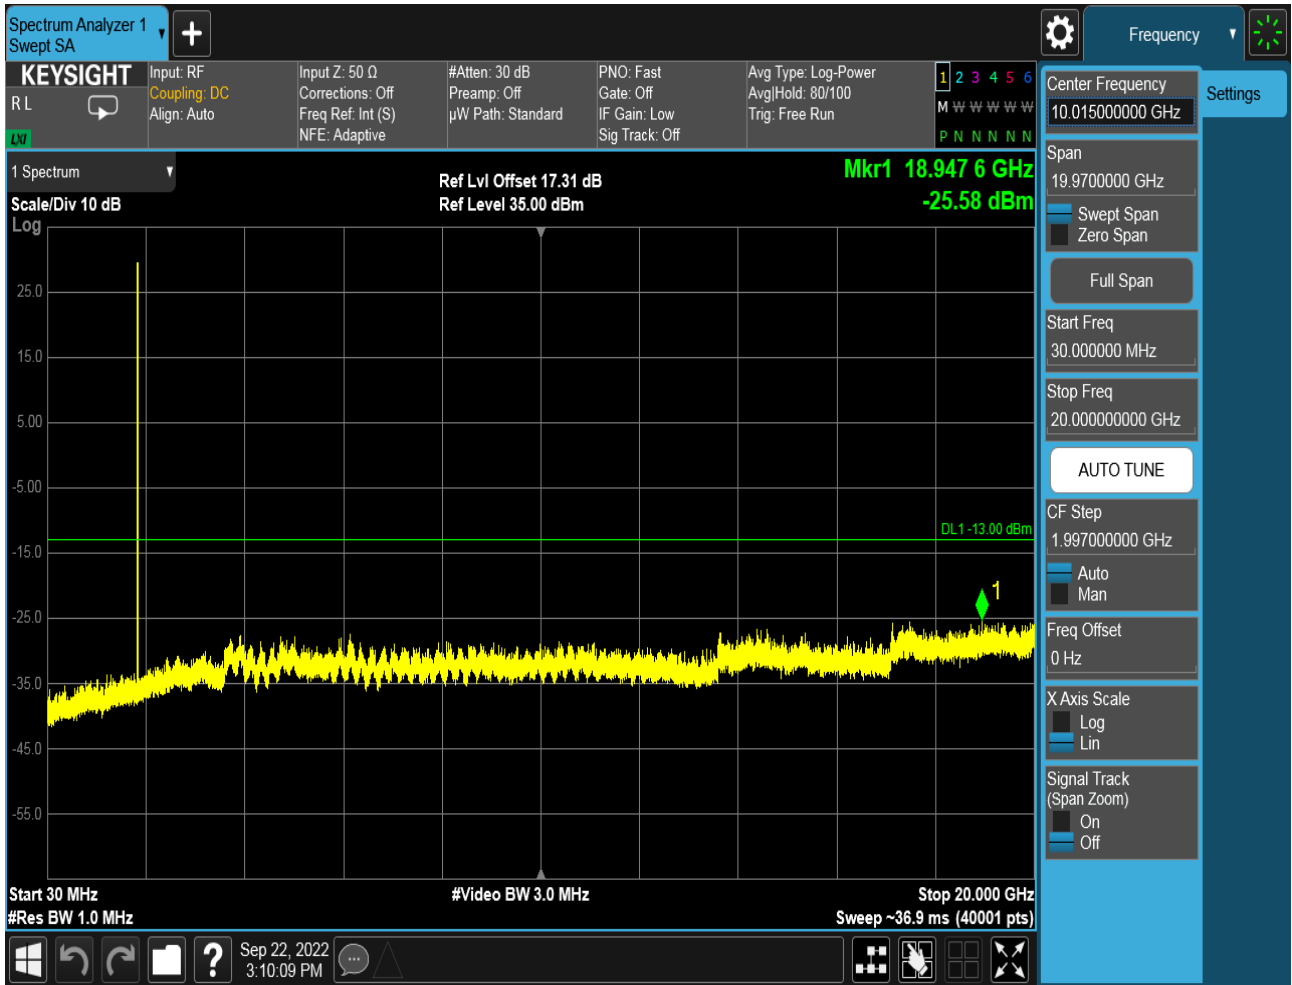 Spectrum Analyzer 1
Swept SA
Frequency
KEYSIGHT
R L
LXI
Input: RF
Coupling: DC
Align: Auto
Input Z: 50 Ω
Corrections: Off
Freq Ref: Int (S)
NFE: Adaptive
#Atten: 30 dB
Preamp: Off
µW Path: Standard
PNO: Fast
Gate: Off
IF Gain: Low
Sig Track: Off
Avg Type: Log-Power
Avg|Hold: 80/100
Trig: Free Run
1 2 3 4 5 6
M W W W W W
P N N N N N
1 Spectrum
Scale/Div 10 dB
Log
Ref Lvl Offset 17.31 dB
Ref Level 35.00 dBm
Mkr1 18.947 6 GHz
-25.58 dBm
25.0
15.0
5.00
-5.00
-15.0
-25.0
-35.0
-45.0
-55.0
DL1 -13.00 dBm
1
Start 30 MHz
#Res BW 1.0 MHz
#Video BW 3.0 MHz
Stop 20.000 GHz
Sweep ~36.9 ms (40001 pts)
?
Sep 22, 2022
3:10:09 PM
Center Frequency
10.015000000 GHz
Settings
Span
19.9700000 GHz
Swept Span
Zero Span
Full Span
Start Freq
30.000000 MHz
Stop Freq
20.000000000 GHz
AUTO TUNE
CF Step
1.997000000 GHz
Auto
Man
Freq Offset
0 Hz
X Axis Scale
Log
Lin
Signal Track
(Span Zoom)
On
Off